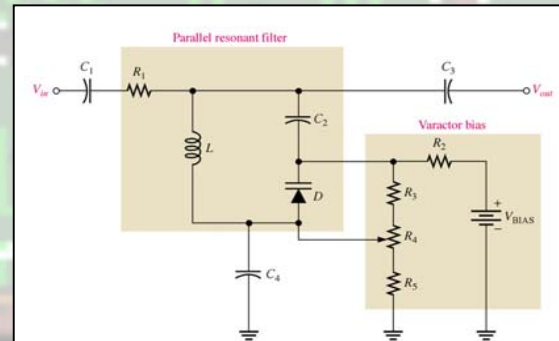 Parallel resonant filter
C1
R1
C3
Vin
Vout
C2
Varactor bias
R2
L
D
R3
+
VBIAS
R4
–
C4
R5